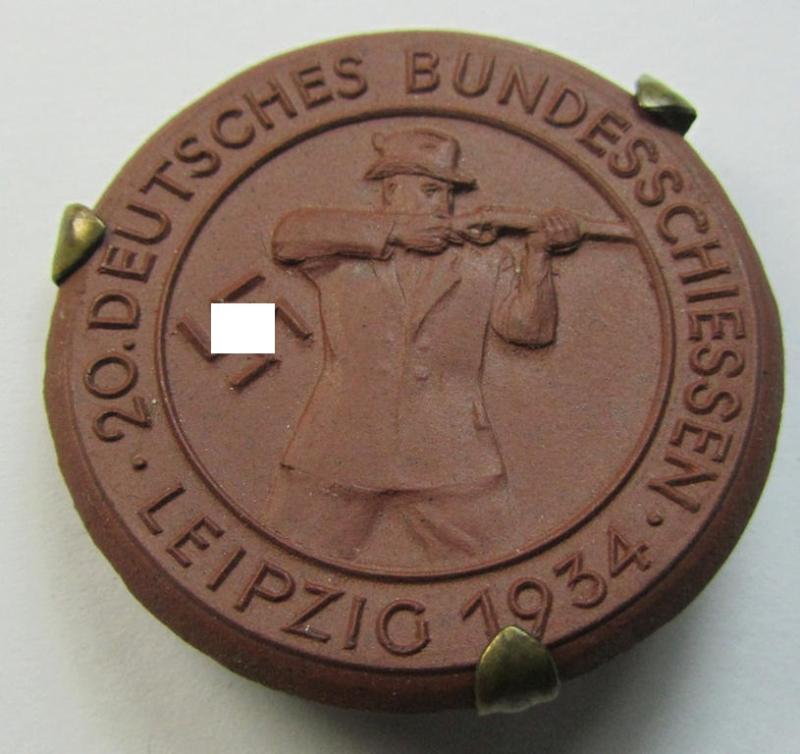 20. DEUTSCHES BUNDESSCHIESSEN
· LEIPZIG 1934 ·